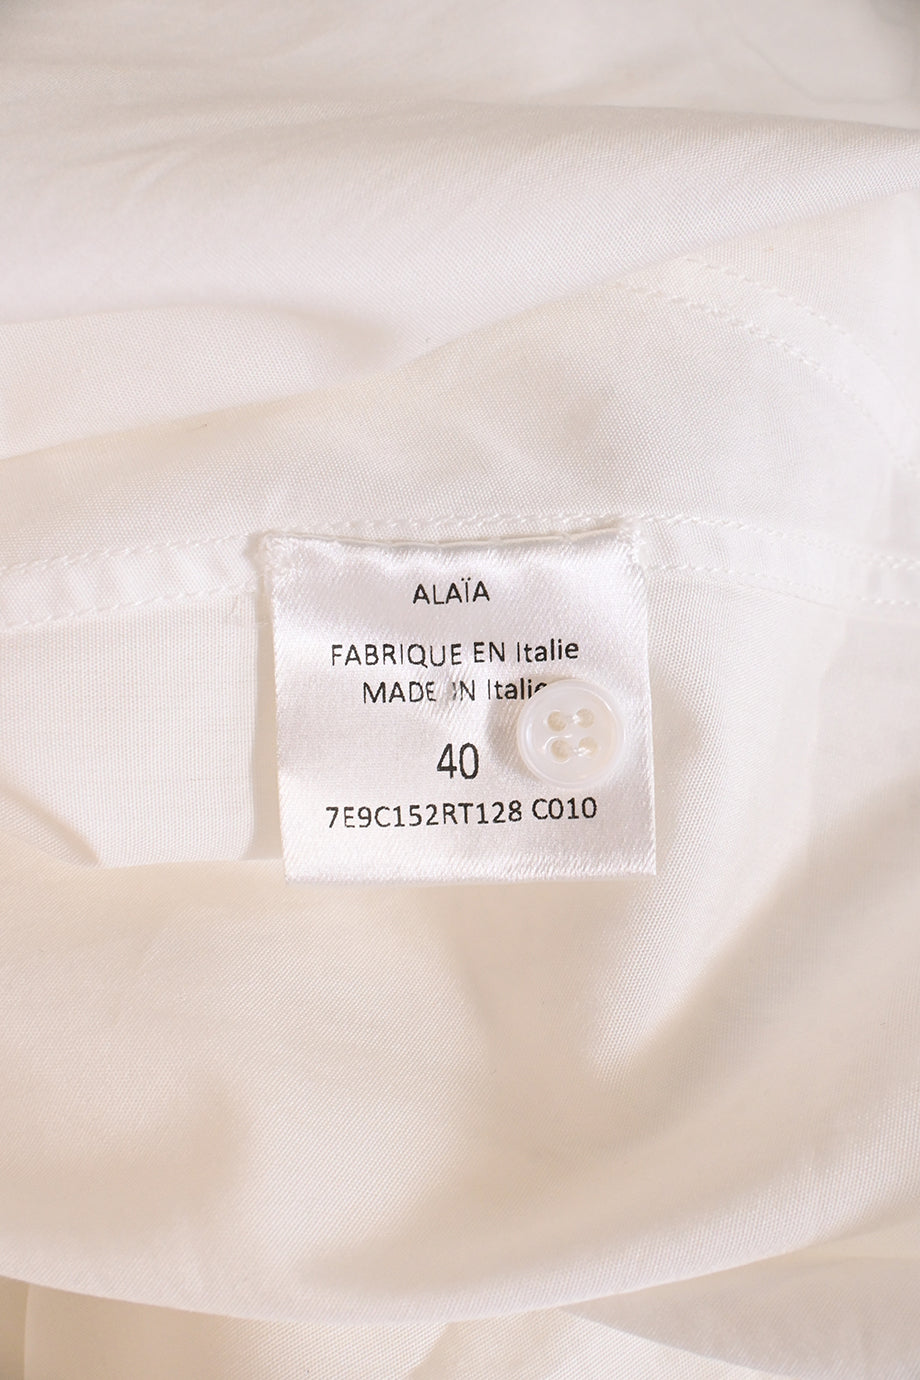 ALAÏA
FABRIQUE EN Italie
MADE IN Italie
40
7E9C152RT128 C010